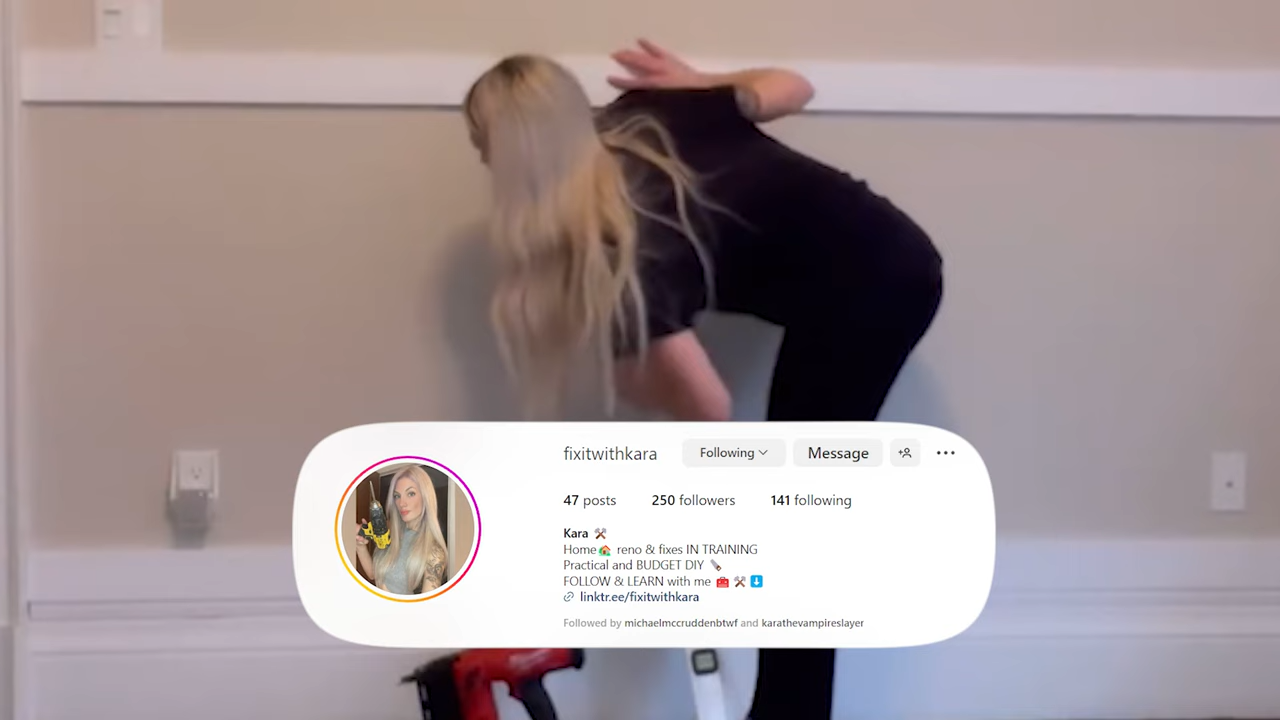 fixitwithkara Following Message
47 posts 250 followers 141 following
Kara ⚒️
Home🏠 reno & fixes IN TRAINING
Practical and BUDGET DIY 🪚
FOLLOW & LEARN with me 🧰 ⚒️ ⬇️
linktr.ee/fixitwithkara
Followed by michaelmccruddenbtwf and karathevampireslayer